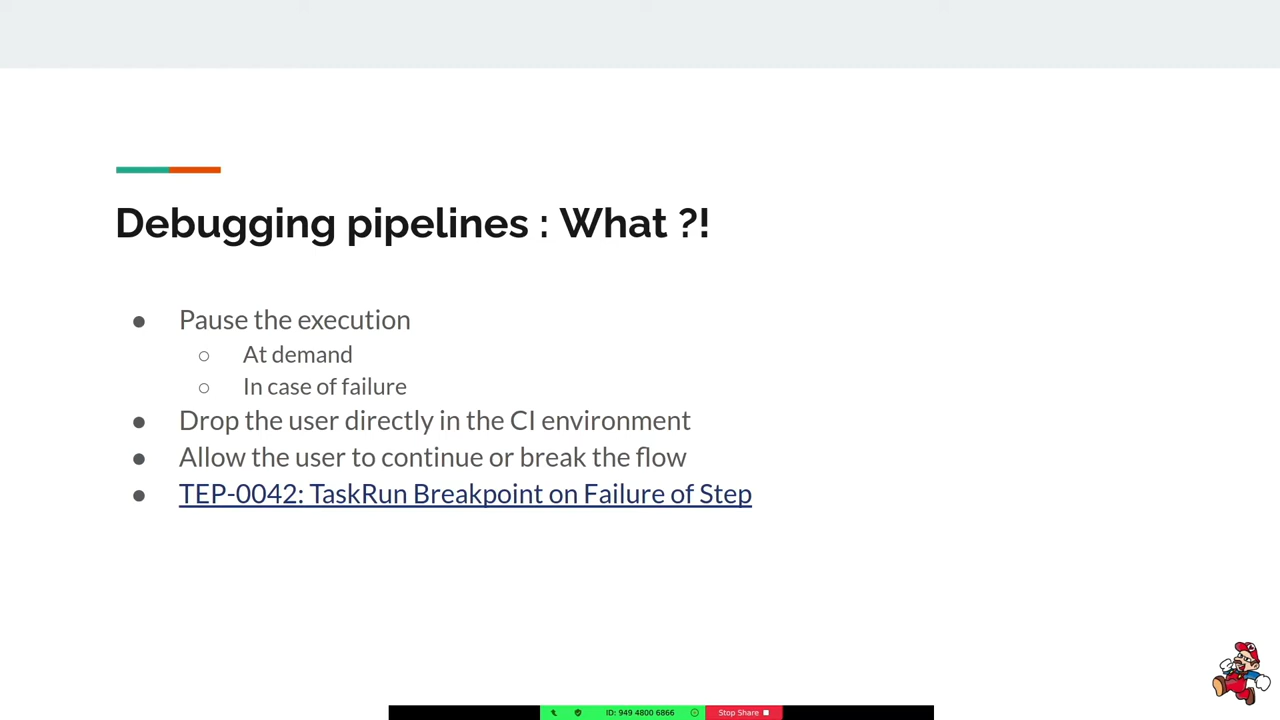 Debugging pipelines : What ?!
● Pause the execution
○ At demand
○ In case of failure
● Drop the user directly in the CI environment
● Allow the user to continue or break the flow
● TEP-0042: TaskRun Breakpoint on Failure of Step
ID: 949 4800 6866 Stop Share